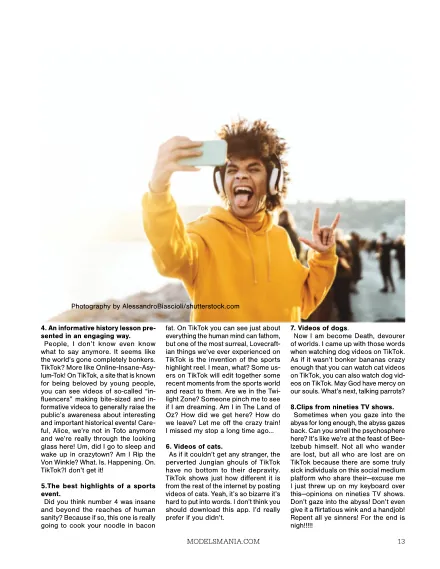 Photography by AlessandroBiascioli/shutterstock.com
4. An informative history lesson pre-
sented in an engaging way.
People, I don't know even know
what to say anymore. It seems like
the world's gone completely bonkers.
TikTok? More like Online-Insane-Asy-
lum-Tok! On TikTok, a site that is known
for being beloved by young people,
you can see videos of so-called "In-
fluencers" making bite-sized and in-
formative videos to generally raise the
public's awareness about interesting
and important historical events! Care-
ful, Alice, we're not in Toto anymore
and we're really through the looking
glass here! Um, did I go to sleep and
wake up in crazytown? Am I Rip the
Von Winkle? What. Is. Happening. On.
TikTok?I don't get it!
5.The best highlights of a sports
event.
Did you think number 4 was insane
and beyond the reaches of human
sanity? Because if so, this one is really
going to cook your noodle in bacon
fat. On TikTok you can see just about
everything the human mind can fathom,
but one of the most surreal, Lovecraft-
ian things we've ever experienced on
TikTok is the invention of the sports
highlight reel. I mean, what? Some us-
ers on TikTok will edit together some
recent moments from the sports world
and react to them. Are we in the Twi-
light Zone? Someone pinch me to see
if I am dreaming. Am I in The Land of
Oz? How did we get here? How do
we leave? Let me off the crazy train!
I missed my stop a long time ago...
6. Videos of cats.
As if it couldn't get any stranger, the
perverted Jungian ghouls of TikTok
have no bottom to their depravity.
TikTok shows just how different it is
from the rest of the internet by posting
videos of cats. Yeah, it's so bizarre it's
hard to put into words. I don't think you
should download this app. I'd really
prefer if you didn't.
7. Videos of dogs.
Now I am become Death, devourer
of worlds. I came up with those words
when watching dog videos on TikTok.
As if it wasn't bonker bananas crazy
enough that you can watch cat videos
on TikTok, you can also watch dog vid-
eos on TikTok. May God have mercy on
our souls. What's next, talking parrots?
8.Clips from nineties TV shows.
Sometimes when you gaze into the
abyss for long enough, the abyss gazes
back. Can you smell the psychosphere
here? It's like we're at the feast of Bee-
lzebub himself. Not all who wander
are lost, but all who are lost are on
TikTok because there are some truly
sick individuals on this social media
platform who share their—excuse me
I just threw up on my keyboard over
this—opinions on nineties TV shows.
Don't gaze into the abyss! Don't even
give it a flirtatious wink and a handjob!
Repent all ye sinners! For the end is
nigh!!!!!
MODELSMANIA.COM
13